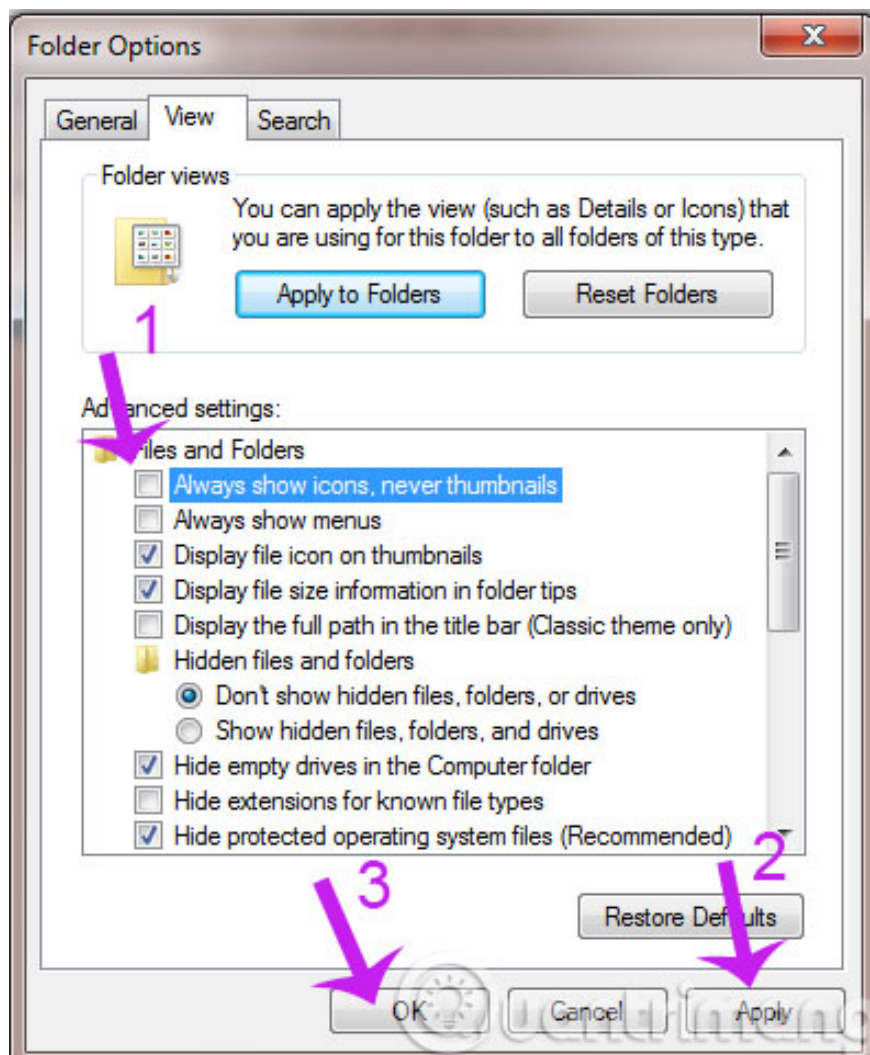 Folder Options
General View Search
Folder views
You can apply the view (such as Details or Icons) that
you are using for this folder to all folders of this type.
Apply to Folders Reset Folders
1
Advanced settings:
Files and Folders
Always show icons, never thumbnails
Always show menus
Display file icon on thumbnails
Display file size information in folder tips
Display the full path in the title bar (Classic theme only)
Hidden files and folders
Don't show hidden files, folders, or drives
Show hidden files, folders, and drives
Hide empty drives in the Computer folder
Hide extensions for known file types
Hide protected operating system files (Recommended)
2
3
Restore Defaults
OK Cancel Apply
Quantrimang